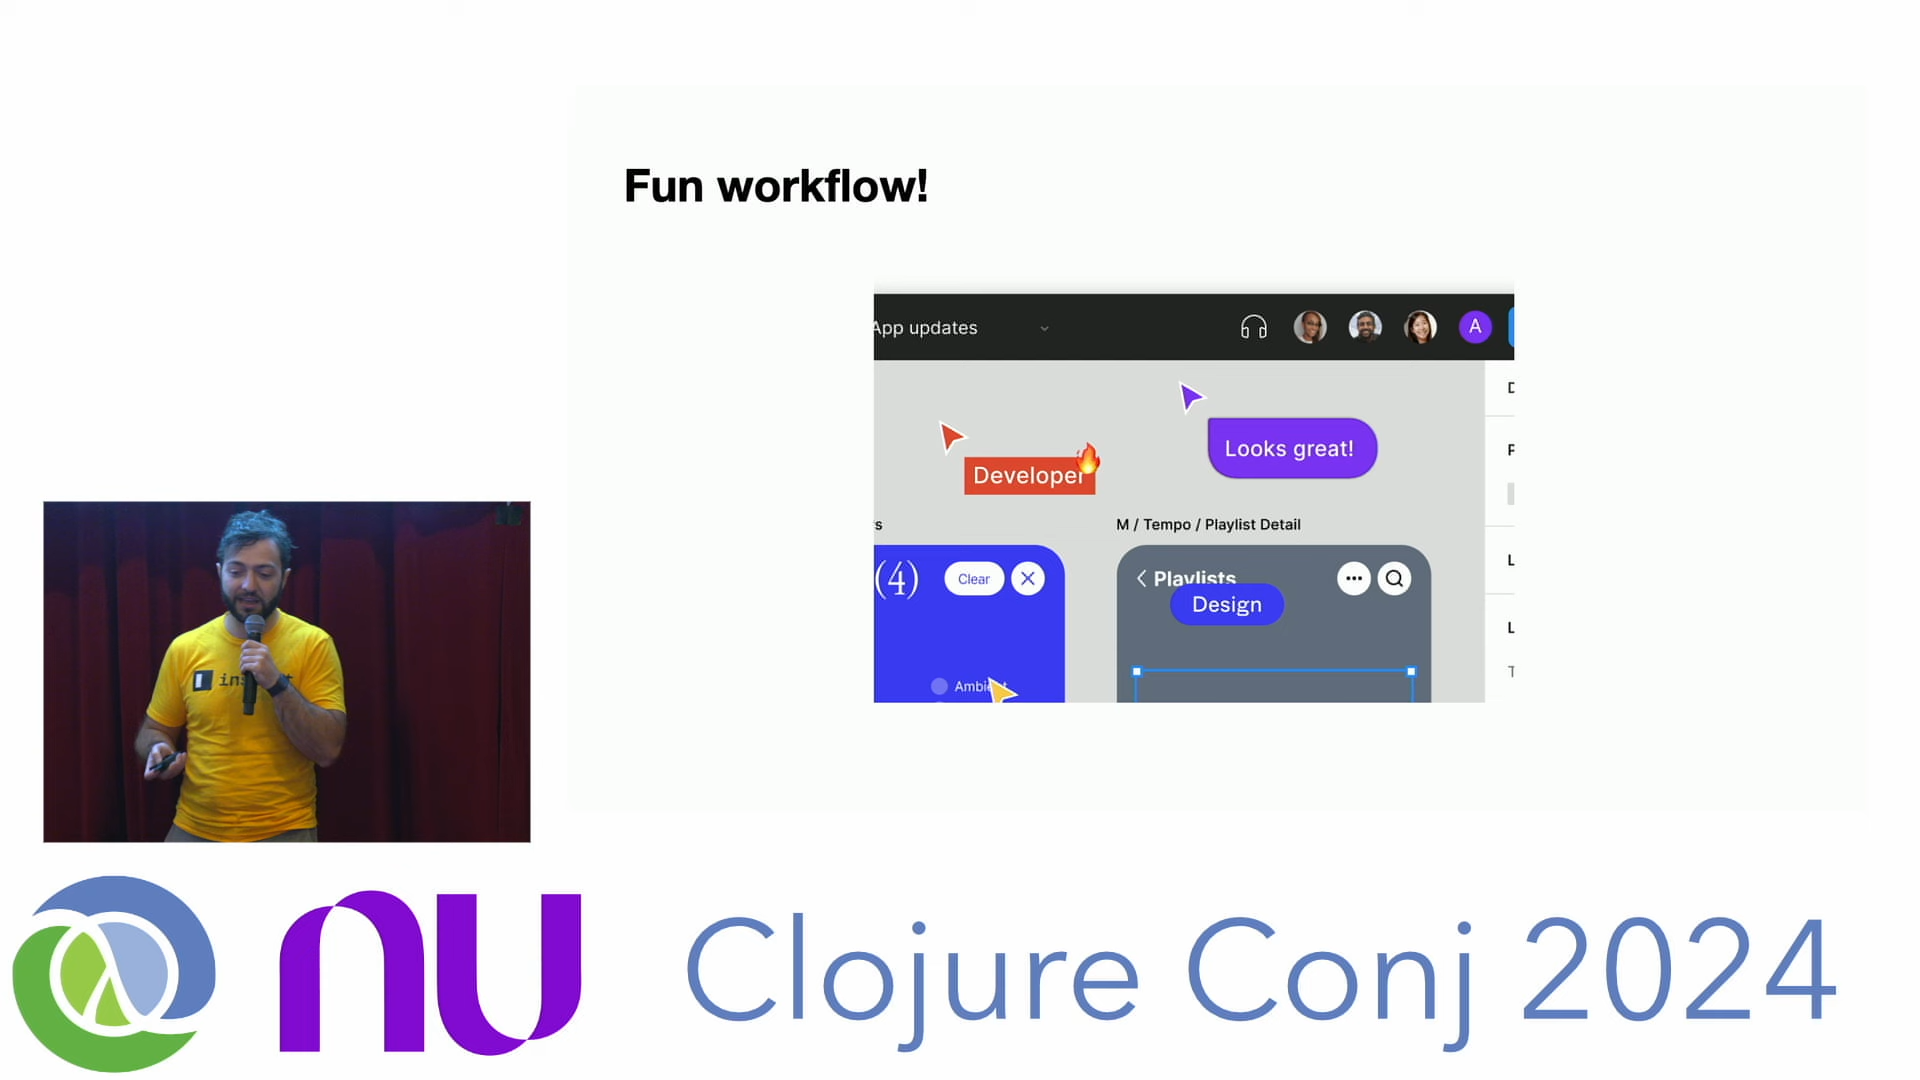 Fun workflow!
App updates
A
Looks great!
Developer
M / Tempo / Playlist Detail
(4)
Clear
Playlists
Design
nu
Clojure Conj 2024